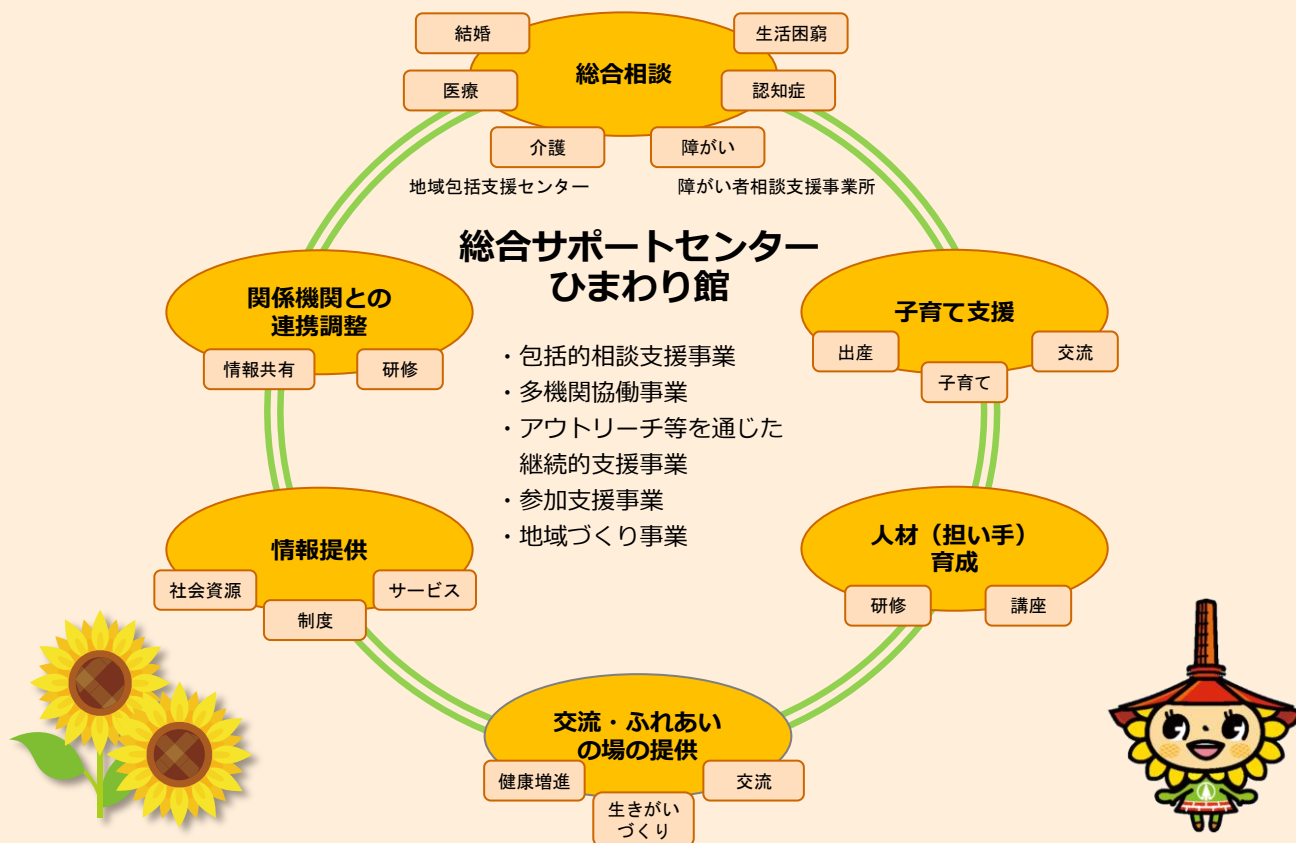 結婚
生活困窮
総合相談
医療
認知症
介護
障がい
地域包括支援センター
障がい者相談支援事業所
総合サポートセンター
ひまわり館
関係機関との
連携調整
情報共有
研修
子育て支援
出産
交流
子育て
・包括的相談支援事業
・多機関協働事業
・アウトリーチ等を通じた
継続的支援事業
・参加支援事業
・地域づくり事業
情報提供
社会資源
サービス
制度
人材（担い手）
育成
研修
講座
交流・ふれあい
の場の提供
健康増進
交流
生きがい
づくり